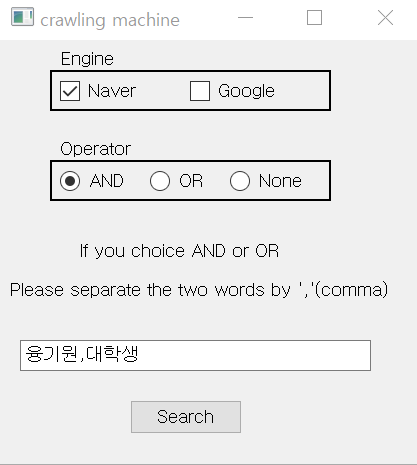 crawling machine
Engine
Naver Google
Operator
AND OR None
If you choice AND or OR
Please separate the two words by ','(comma)
융기원,대학생
Search